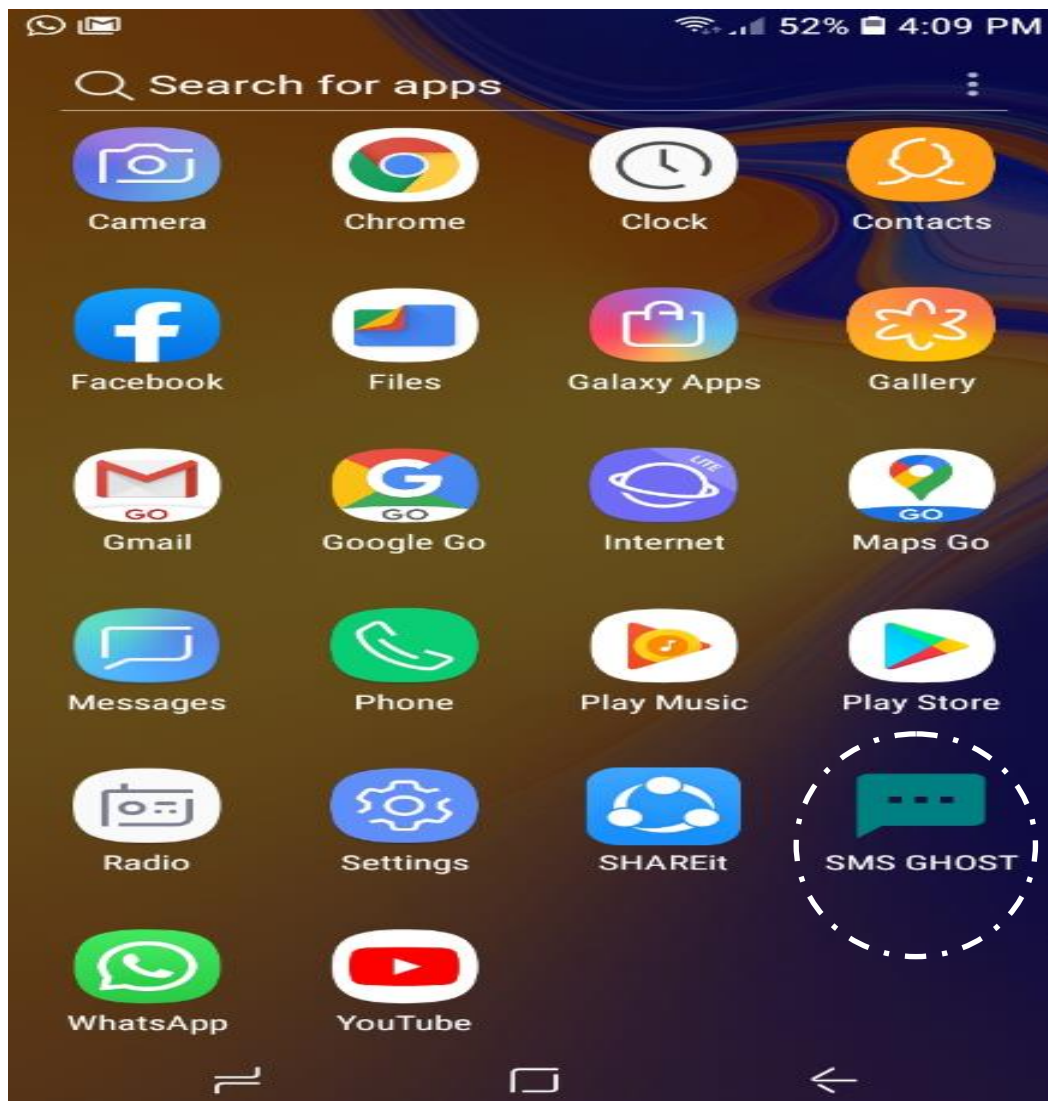 52% 4:09 PM
Search for apps
Camera Chrome Clock Contacts
Facebook Files Galaxy Apps Gallery
GO GO LITE GO
Gmail Google Go Internet Maps Go
Messages Phone Play Music Play Store
Radio Settings SHAREit SMS GHOST
WhatsApp YouTube